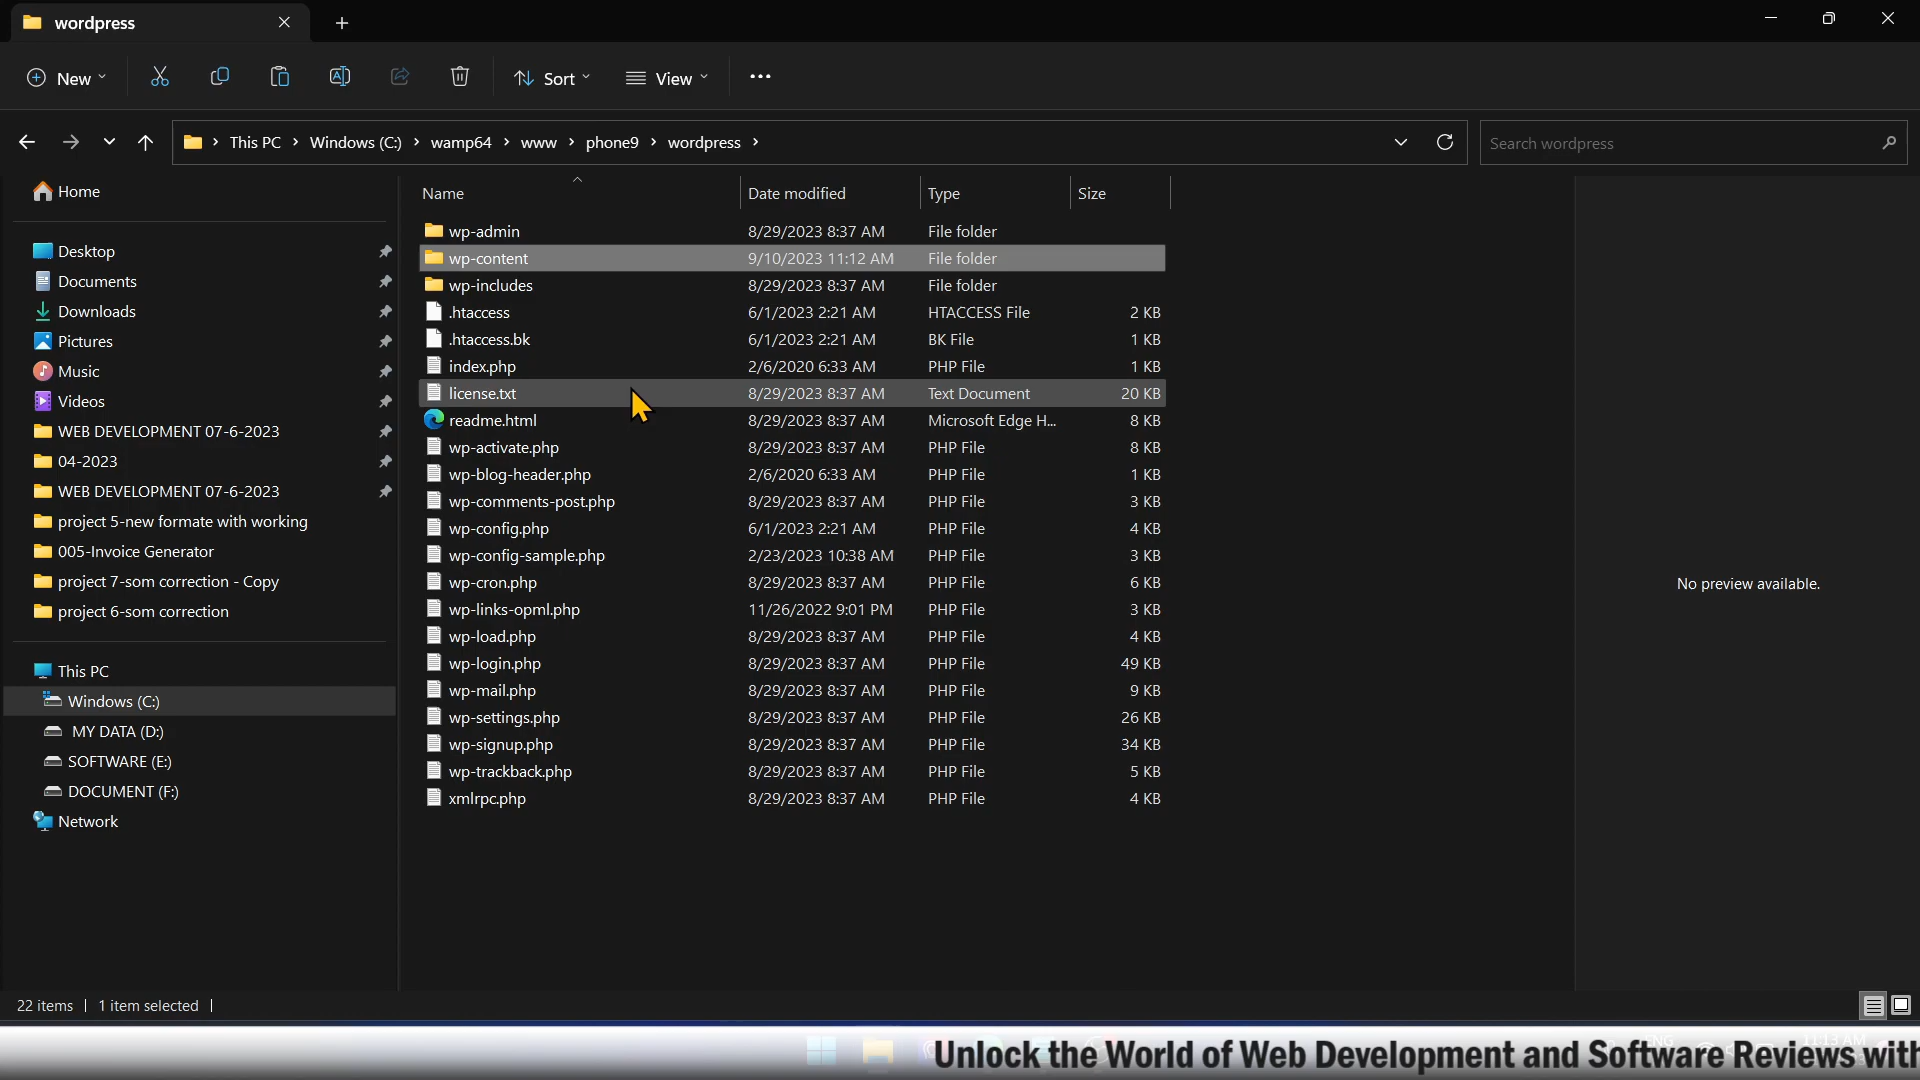 wordpress
New
Sort
View
This PC
Windows (C:)
wamp64
www
phone9
wordpress
Search wordpress
Home
Desktop
Documents
Downloads
Pictures
Music
Videos
WEB DEVELOPMENT 07-6-2023
04-2023
WEB DEVELOPMENT 07-6-2023
project 5-new formate with working
005-Invoice Generator
project 7-som correction - Copy
project 6-som correction
This PC
Windows (C:)
MY DATA (D:)
SOFTWARE (E:)
DOCUMENT (F:)
Network
Name Date modified Type Size
wp-admin 8/29/2023 8:37 AM File folder
wp-content 9/10/2023 11:12 AM File folder
wp-includes 8/29/2023 8:37 AM File folder
.htaccess 6/1/2023 2:21 AM HTACCESS File 2 KB
.htaccess.bk 6/1/2023 2:21 AM BK File 1 KB
index.php 2/6/2020 6:33 AM PHP File 1 KB
license.txt 8/29/2023 8:37 AM Text Document 20 KB
readme.html 8/29/2023 8:37 AM Microsoft Edge H... 8 KB
wp-activate.php 8/29/2023 8:37 AM PHP File 8 KB
wp-blog-header.php 2/6/2020 6:33 AM PHP File 1 KB
wp-comments-post.php 8/29/2023 8:37 AM PHP File 3 KB
wp-config.php 6/1/2023 2:21 AM PHP File 4 KB
wp-config-sample.php 2/23/2023 10:38 AM PHP File 3 KB
wp-cron.php 8/29/2023 8:37 AM PHP File 6 KB
wp-links-opml.php 11/26/2022 9:01 PM PHP File 3 KB
wp-load.php 8/29/2023 8:37 AM PHP File 4 KB
wp-login.php 8/29/2023 8:37 AM PHP File 49 KB
wp-mail.php 8/29/2023 8:37 AM PHP File 9 KB
wp-settings.php 8/29/2023 8:37 AM PHP File 26 KB
wp-signup.php 8/29/2023 8:37 AM PHP File 34 KB
wp-trackback.php 8/29/2023 8:37 AM PHP File 5 KB
xmlrpc.php 8/29/2023 8:37 AM PHP File 4 KB
No preview available.
22 items
1 item selected
Unlock the World of Web Development and Software Reviews with